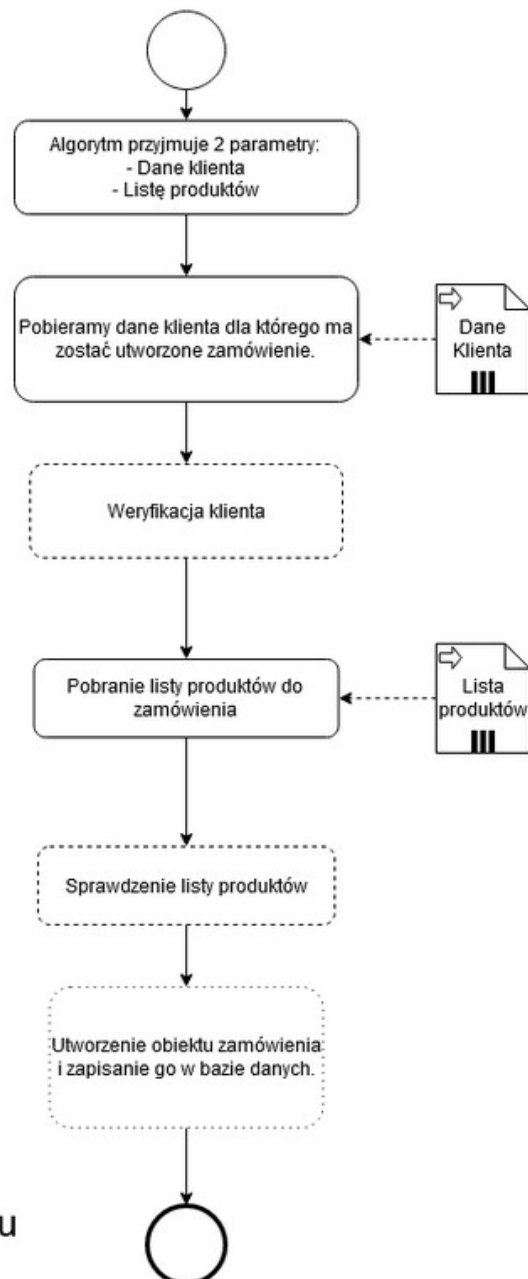 Algorytm przyjmuje 2 parametry:
- Dane klienta
- Listę produktów
Pobieramy dane klienta dla którego ma
zostać utworzone zamówienie.
Dane
Klienta
Weryfikacja klienta
Pobranie listy produktów do
zamówienia
Lista
produktów
Sprawdzenie listy produktów
Utworzenie obiektu zamówienia
i zapisanie go w bazie danych.
u